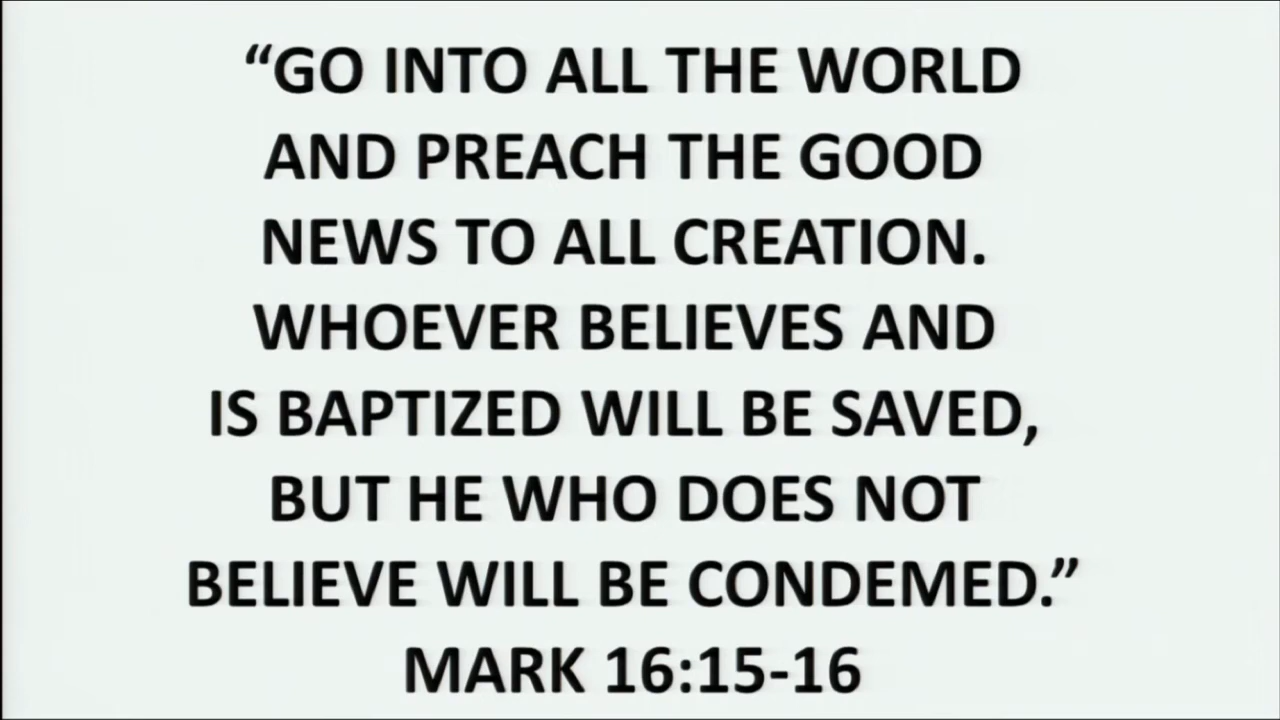 “GO INTO ALL THE WORLD
AND PREACH THE GOOD
NEWS TO ALL CREATION.
WHOEVER BELIEVES AND
IS BAPTIZED WILL BE SAVED,
BUT HE WHO DOES NOT
BELIEVE WILL BE CONDEMED.”
MARK 16:15-16